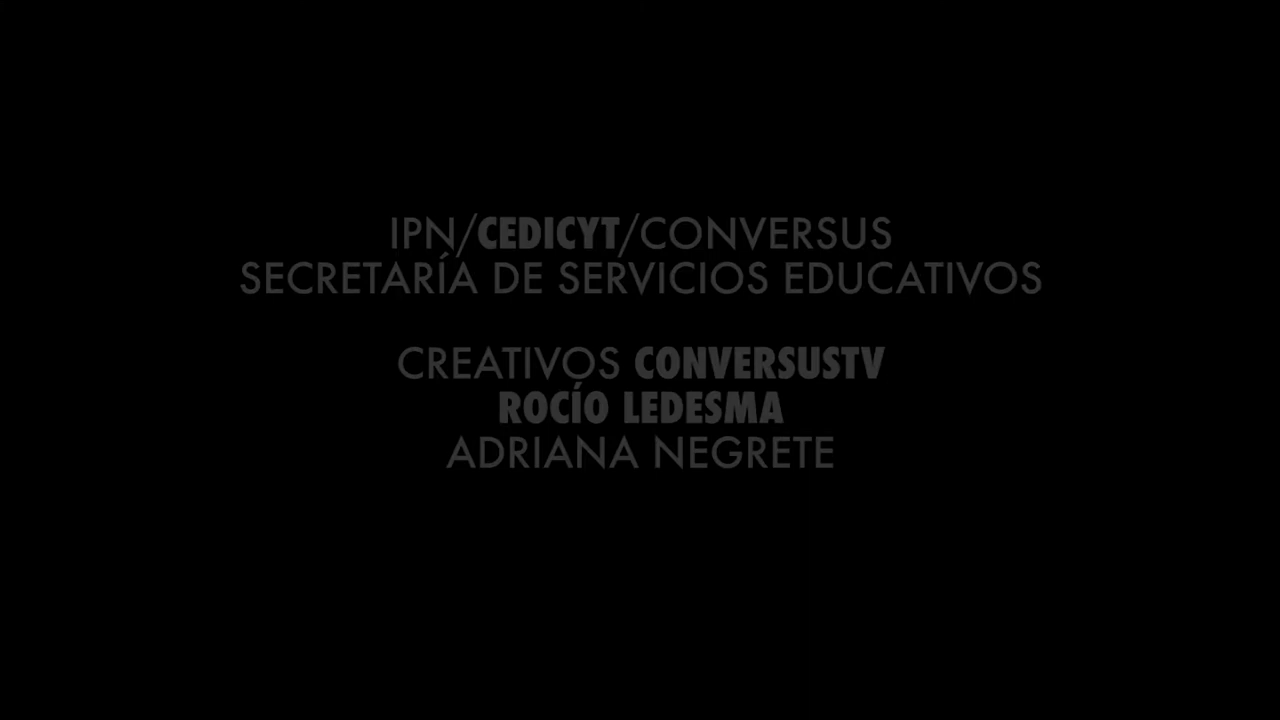 IPN/CEDICYT/CONVERSUS
SECRETARÍA DE SERVICIOS EDUCATIVOS
CREATIVOS CONVERSUSTV
ROCÍO LEDESMA
ADRIANA NEGRETE